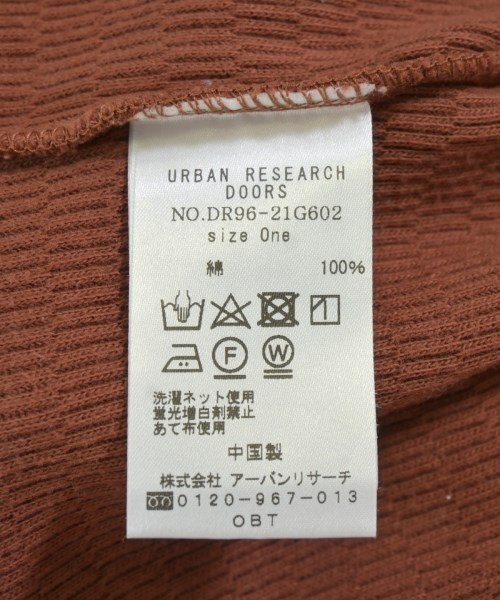 URBAN RESEARCH
DOORS
NO.DR96-21G602
size One
綿 100%
F W
洗濯ネット使用
蛍光増白剤禁止
あて布使用
中国製
株式会社 アーバンリサーチ
0120-967-013
OBT